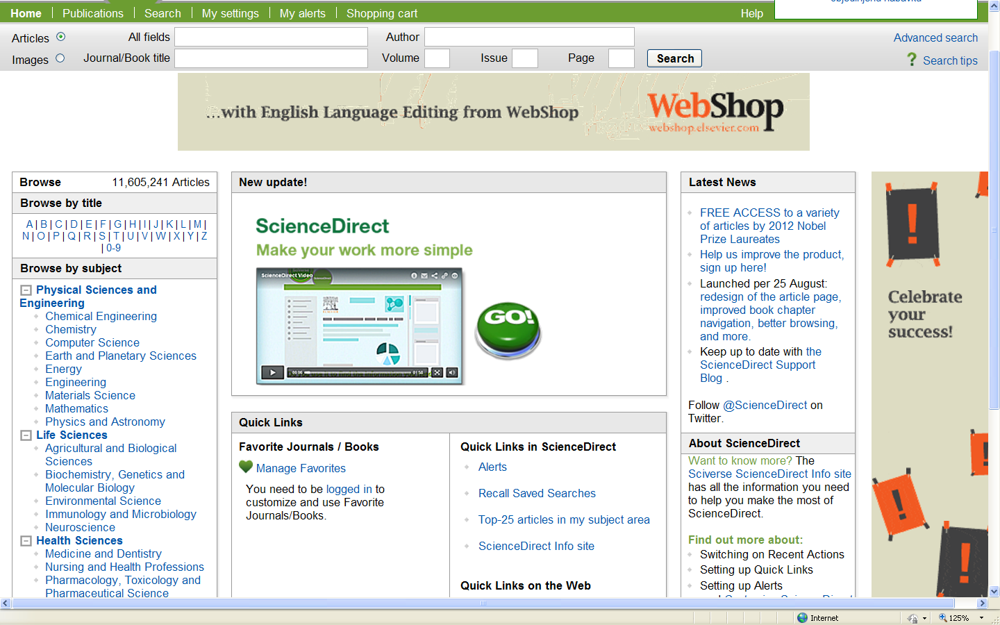 objedinjena nabavka
Home | Publications | Search | My settings | My alerts | Shopping cart
Help
Articles
All fields
Author
Advanced search
Images
Journal/Book title
Volume
Issue
Page
Search
? Search tips
...with English Language Editing from WebShop
WebShop
webshop.elsevier.com
Browse 11,605,241 Articles
Browse by title
A | B | C | D | E | F | G | H | I | J | K | L | M |
N | O | P | Q | R | S | T | U | V | W | X | Y | Z
| 0-9
Browse by subject
Physical Sciences and
Engineering
Chemical Engineering
Chemistry
Computer Science
Earth and Planetary Sciences
Energy
Engineering
Materials Science
Mathematics
Physics and Astronomy
Life Sciences
Agricultural and Biological
Sciences
Biochemistry, Genetics and
Molecular Biology
Environmental Science
Immunology and Microbiology
Neuroscience
Health Sciences
Medicine and Dentistry
Nursing and Health Professions
Pharmacology, Toxicology and
Pharmaceutical Science
New update!
ScienceDirect
Make your work more simple
ScienceDirect Video
00:06
01:50
GO!
Quick Links
Favorite Journals / Books
Manage Favorites
You need to be logged in to
customize and use Favorite
Journals/Books.
Quick Links in ScienceDirect
Alerts
Recall Saved Searches
Top-25 articles in my subject area
ScienceDirect Info site
Quick Links on the Web
Latest News
FREE ACCESS to a variety
of articles by 2012 Nobel
Prize Laureates
Help us improve the product,
sign up here!
Launched per 25 August:
redesign of the article page,
improved book chapter
navigation, better browsing,
and more.
Keep up to date with the
ScienceDirect Support
Blog .
Follow @ScienceDirect on
Twitter.
About ScienceDirect
Want to know more? The
Sciverse ScienceDirect Info site
has all the information you need
to help you make the most of
ScienceDirect.
Find out more about:
Switching on Recent Actions
Setting up Quick Links
Setting up Alerts
!
Celebrate
your
success!
!
!
Internet
125%